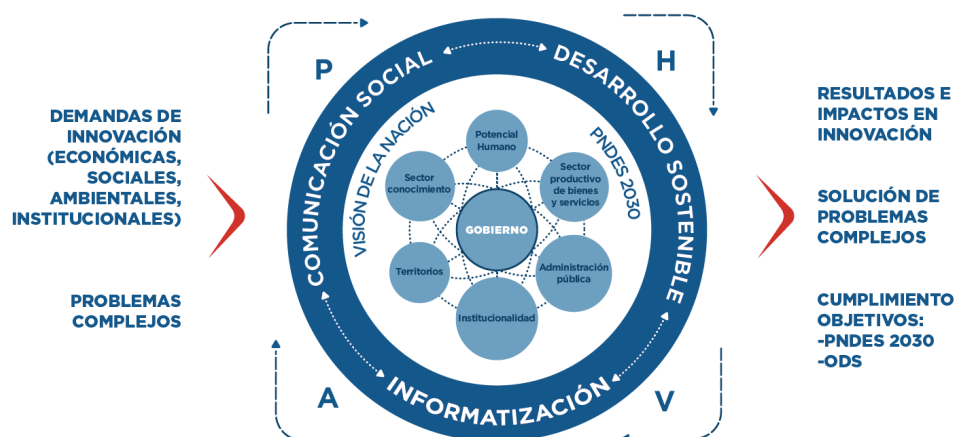 DEMANDAS DE
INNOVACIÓN
(ECONÓMICAS,
SOCIALES,
AMBIENTALES,
INSTITUCIONALES)
PROBLEMAS
COMPLEJOS
P
H
A
V
COMUNICACIÓN SOCIAL
DESARROLLO SOSTENIBLE
INFORMATIZACIÓN
VISIÓN DE LA NACIÓN
PNDES 2030
Potencial
Humano
Sector
conocimiento
Sector
productivo
de bienes
y servicios
GOBIERNO
Territorios
Administración
pública
Institucionalidad
RESULTADOS E
IMPACTOS EN
INNOVACIÓN
SOLUCIÓN DE
PROBLEMAS
COMPLEJOS
CUMPLIMIENTO
OBJETIVOS:
-PNDES 2030
-ODS